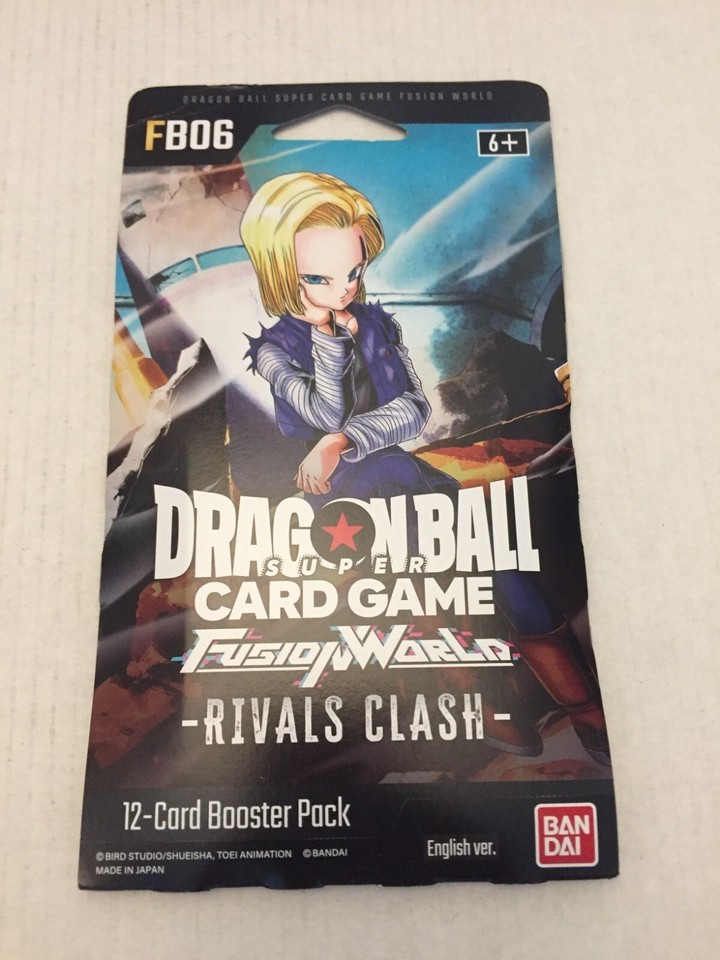 DRAGON BALL SUPER CARD GAME FUSION WORLD
FB06
6+
DRAGON BALL
SUPER
CARD GAME
FUSION WORLD
-RIVALS CLASH-
12-Card Booster Pack
English ver.
BAN
DAI
©BIRD STUDIO/SHUEISHA, TOEI ANIMATION ©BANDAI
MADE IN JAPAN